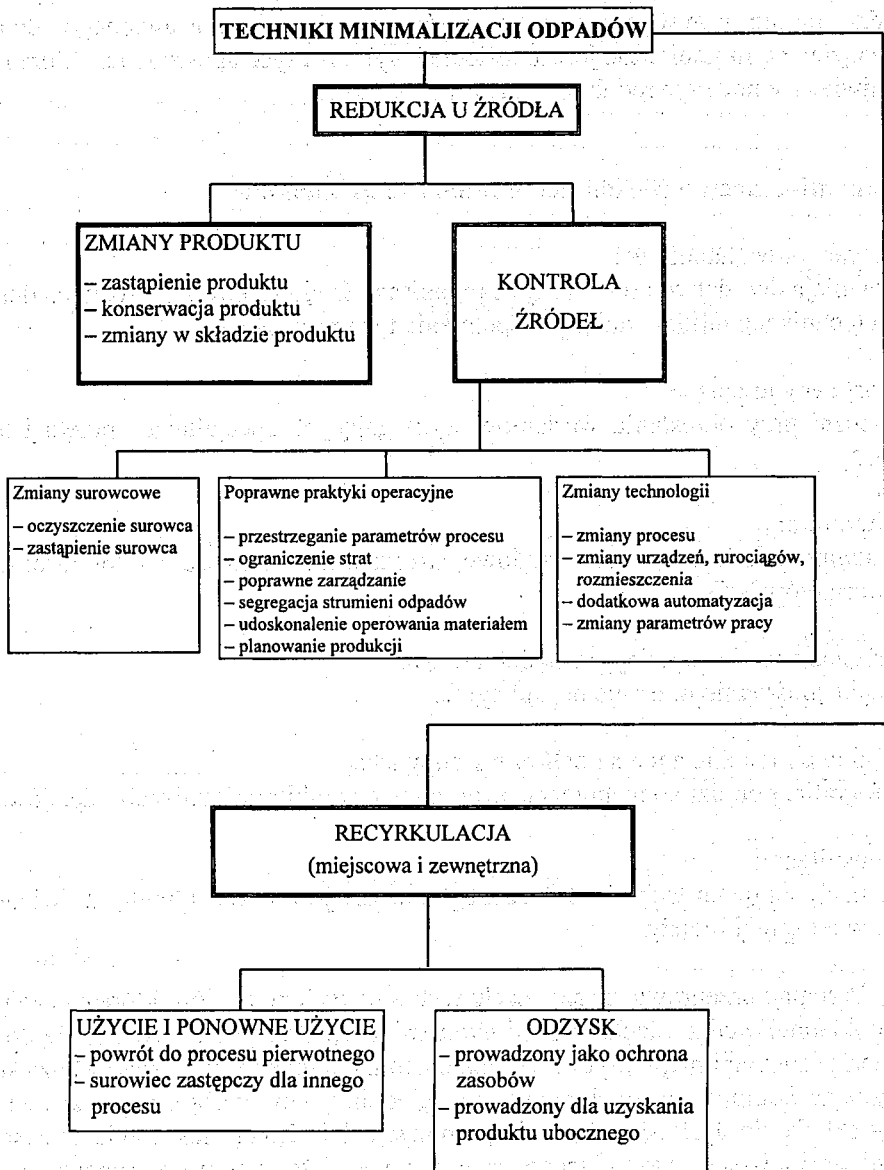 TECHNIKI MINIMALIZACJI ODPADÓW
REDUKCJA U ŹRÓDŁA
ZMIANY PRODUKTU
– zastąpienie produktu
– konserwacja produktu
– zmiany w składzie produktu
KONTROLA
ŹRÓDEŁ
Zmiany surowcowe
– oczyszczenie surowca
– zastąpienie surowca
Poprawne praktyki operacyjne
– przestrzeganie parametrów procesu
– ograniczenie strat
– poprawne zarządzanie
– segregacja strumieni odpadów
– udoskonalenie operowania materiałem
– planowanie produkcji
Zmiany technologii
– zmiany procesu
– zmiany urządzeń, rurociągów,
rozmieszczenia
– dodatkowa automatyzacja
– zmiany parametrów pracy
RECYRKULACJA
(miejscowa i zewnętrzna)
UŻYCIE I PONOWNE UŻYCIE
– powrót do procesu pierwotnego
– surowiec zastępczy dla innego
procesu
ODZYSK
– prowadzony jako ochrona
zasobów
– prowadzony dla uzyskania
produktu ubocznego